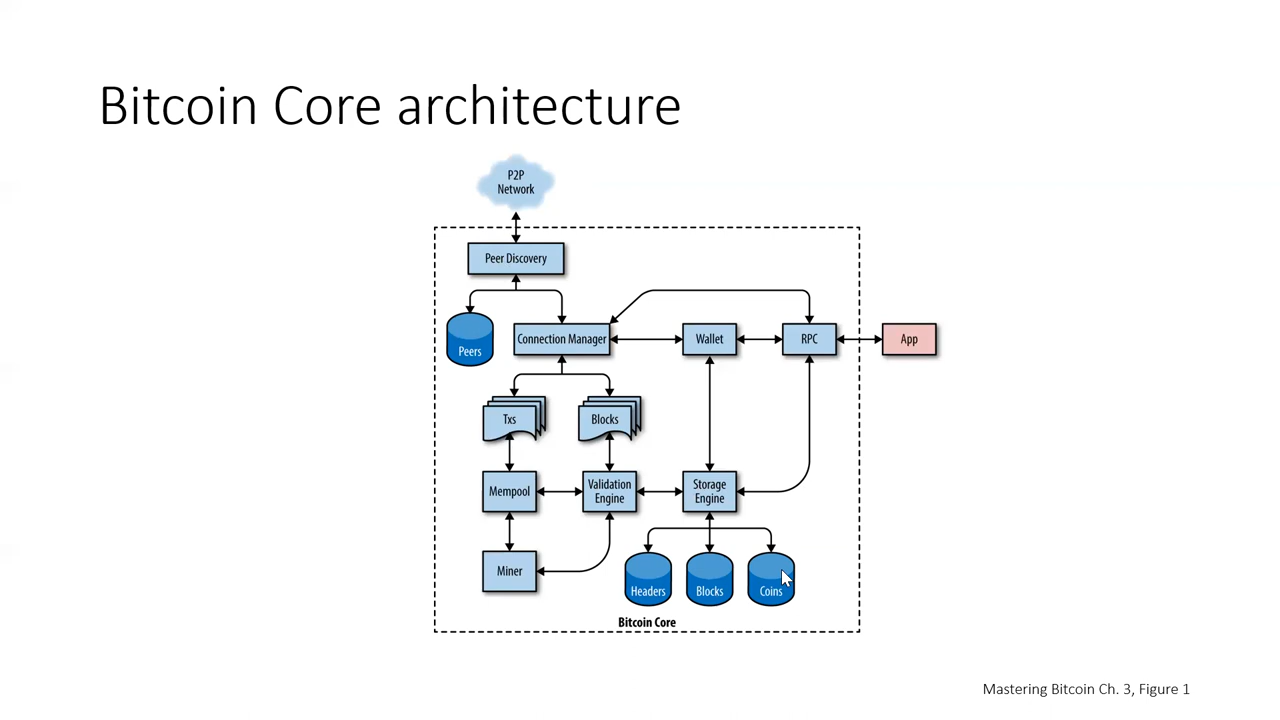 Bitcoin Core architecture
P2P
Network
Peer Discovery
Peers
Connection Manager
Wallet
RPC
App
Txs
Blocks
Mempool
Validation
Engine
Storage
Engine
Miner
Headers
Blocks
Coins
Bitcoin Core
Mastering Bitcoin Ch. 3, Figure 1